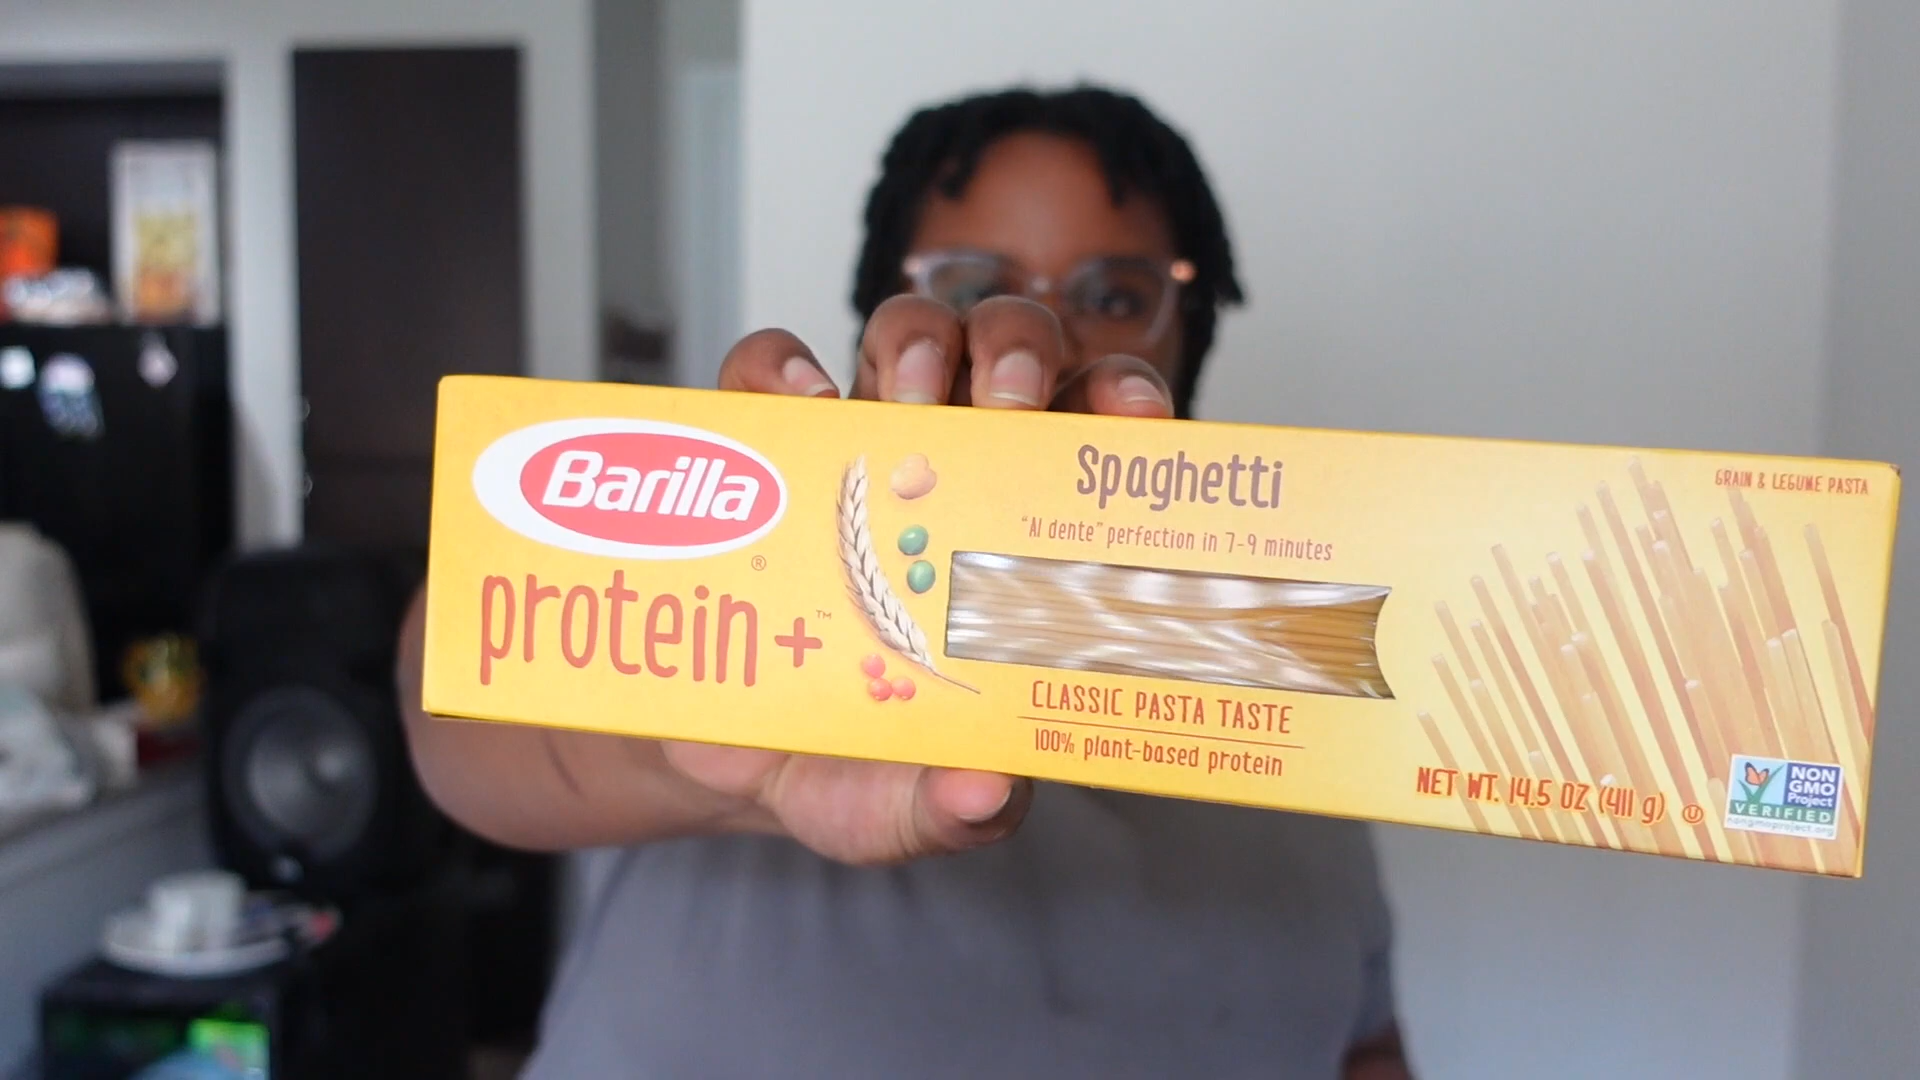 Barilla
®
protein+™
Spaghetti
"Al dente" perfection in 7-9 minutes
CLASSIC PASTA TASTE
100% plant-based protein
GRAIN & LEGUME PASTA
NET WT. 14.5 OZ (411 g)
U
NON
GMO
Project
VERIFIED
nongmoproject.org